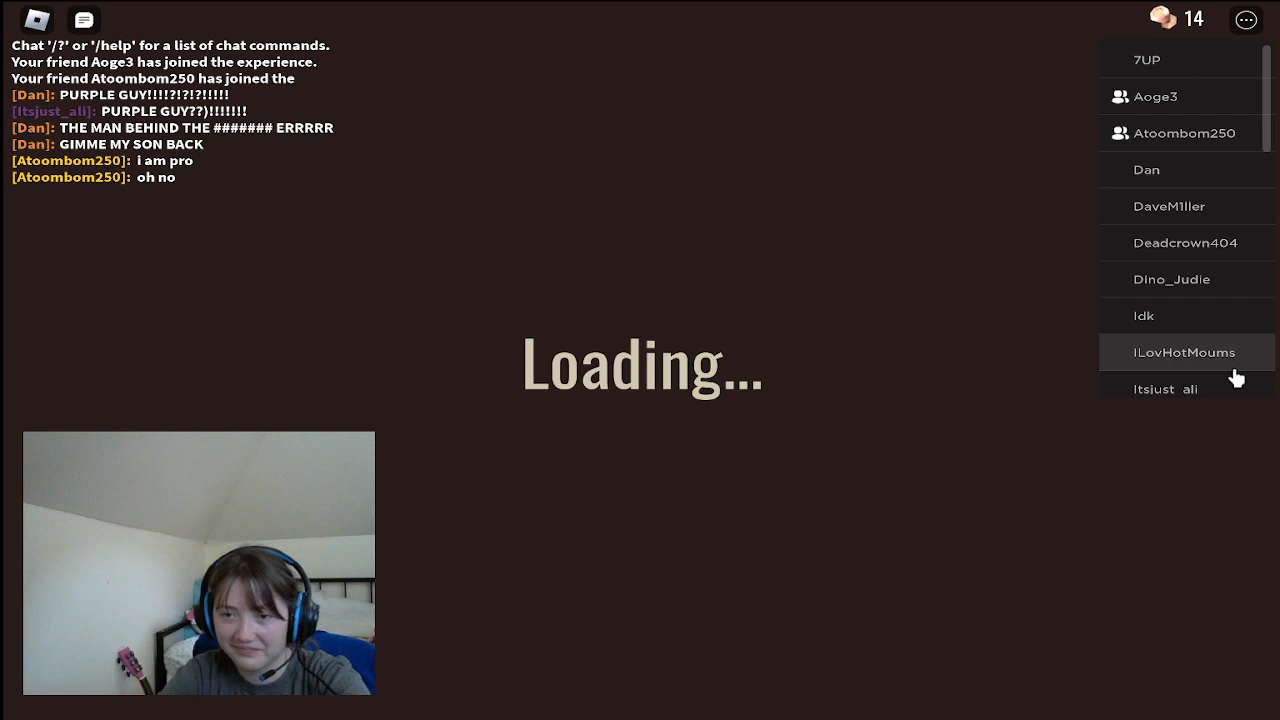 14
Chat '/?' or '/help' for a list of chat commands.
Your friend Aoge3 has joined the experience.
Your friend Atoombom250 has joined the
[Dan]: PURPLE GUY!!!!?!?!?!!!!!
[Itsjust_ali]: PURPLE GUY??)!!!!!!!
[Dan]: THE MAN BEHIND THE ####### ERRRRR
[Dan]: GIMME MY SON BACK
[Atoombom250]: i am pro
[Atoombom250]: oh no
7UP
Aoge3
Atoombom250
Dan
DaveM1ller
Deadcrown404
Dino_Judie
Idk
ILovHotMoums
Itsjust_ali
Loading...